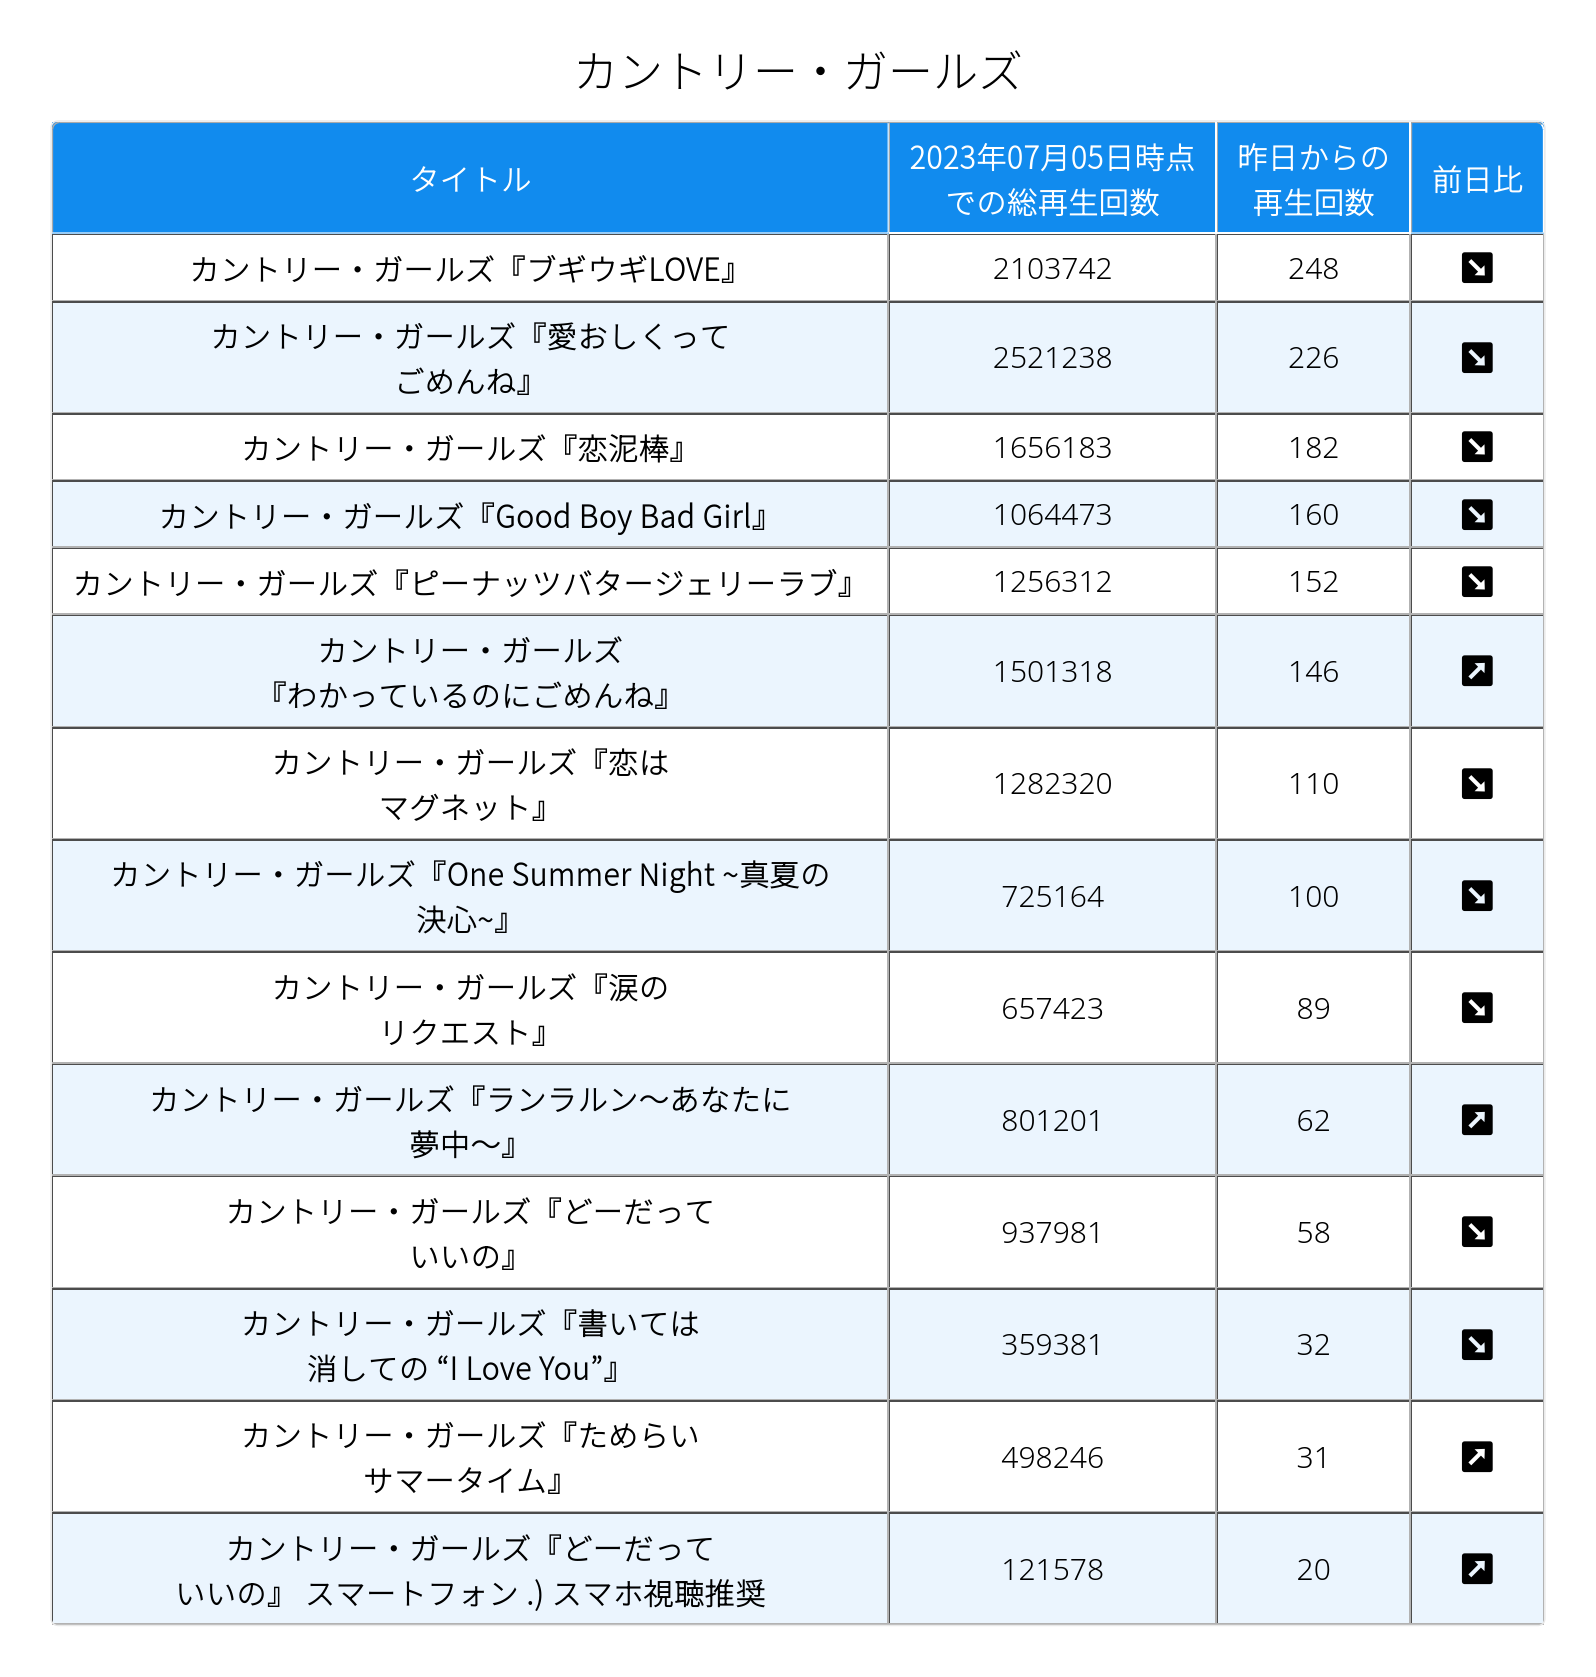 カントリー・ガールズ
タイトル
2023年07月05日時点
での総再生回数
昨日からの
再生回数
前日比
カントリー・ガールズ『ブギウギLOVE』
2103742
248
カントリー・ガールズ『愛おしくって
ごめんね』
2521238
226
カントリー・ガールズ『恋泥棒』
1656183
182
カントリー・ガールズ『Good Boy Bad Girl』
1064473
160
カントリー・ガールズ『ピーナッツバタージェリーラブ』
1256312
152
カントリー・ガールズ
『わかっているのにごめんね』
1501318
146
カントリー・ガールズ『恋は
マグネット』
1282320
110
カントリー・ガールズ『One Summer Night ~真夏の
決心~』
725164
100
カントリー・ガールズ『涙の
リクエスト』
657423
89
カントリー・ガールズ『ランラルン〜あなたに
夢中〜』
801201
62
カントリー・ガールズ『どーだって
いいの』
937981
58
カントリー・ガールズ『書いては
消しての “I Love You”』
359381
32
カントリー・ガールズ『ためらい
サマータイム』
498246
31
カントリー・ガールズ『どーだって
いいの』 スマートフォン .) スマホ視聴推奨
121578
20